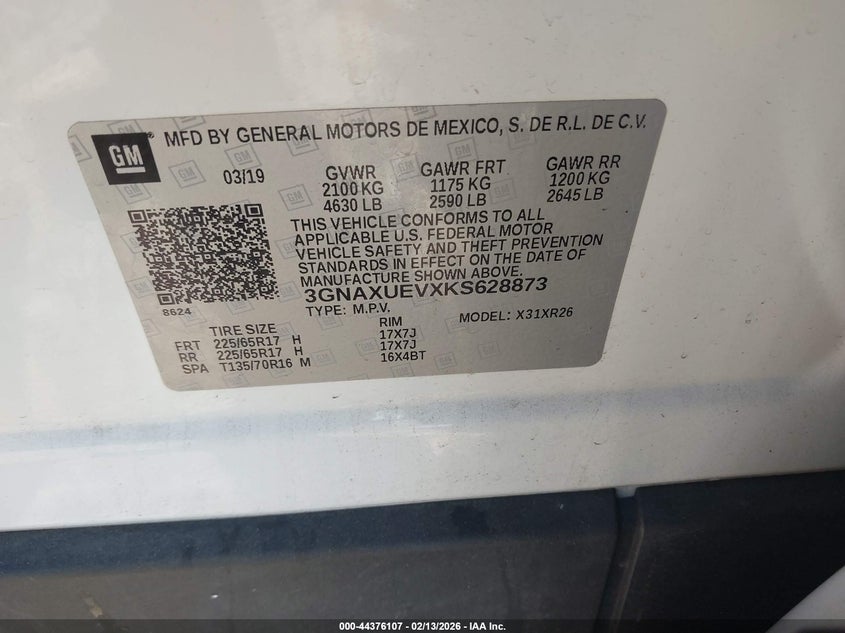 GM
MFD BY GENERAL MOTORS DE MEXICO, S. DE R.L. DE C.V.
03/19
GVWR GAWR FRT GAWR RR
2100 KG 1175 KG 1200 KG
4630 LB 2590 LB 2645 LB
THIS VEHICLE CONFORMS TO ALL
APPLICABLE U.S. FEDERAL MOTOR
VEHICLE SAFETY AND THEFT PREVENTION
STANDARDS IN EFFECT ON THE DATE OF
MANUFACTURE SHOWN ABOVE.
3GNAXUEVXKS628873
8624
TYPE: M.P.V. MODEL: X31XR26
TIRE SIZE RIM
FRT 225/65R17 H 17X7J
RR 225/65R17 H 17X7J
SPA T135/70R16 M 16X4BT
000-44376107 - 02/13/2026 - IAA Inc.